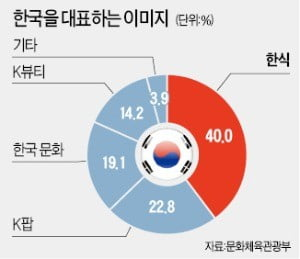 한국을 대표하는 이미지 (단위:%)
기타
K뷰티
한식
3.9
14.2
40.0
한국 문화
19.1
22.8
K팝
자료:문화체육관광부